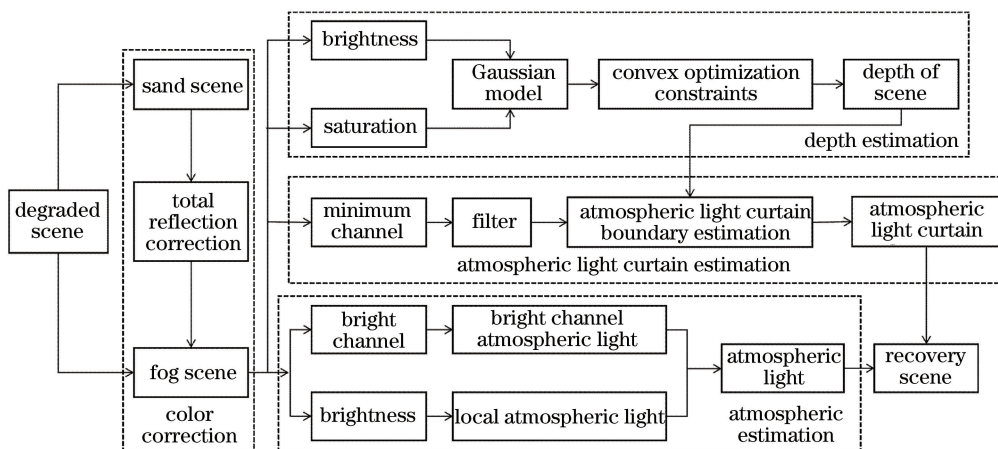 degraded
scene
sand scene
total
reflection
correction
fog scene
color
correction
brightness
saturation
Gaussian
model
convex optimization
constraints
depth of
scene
depth estimation
minimum
channel
filter
atmospheric light curtain
boundary estimation
atmospheric
light curtain
atmospheric light curtain estimation
bright
channel
bright channel
atmospheric light
brightness
local atmospheric light
atmospheric
light
atmospheric
estimation
recovery
scene